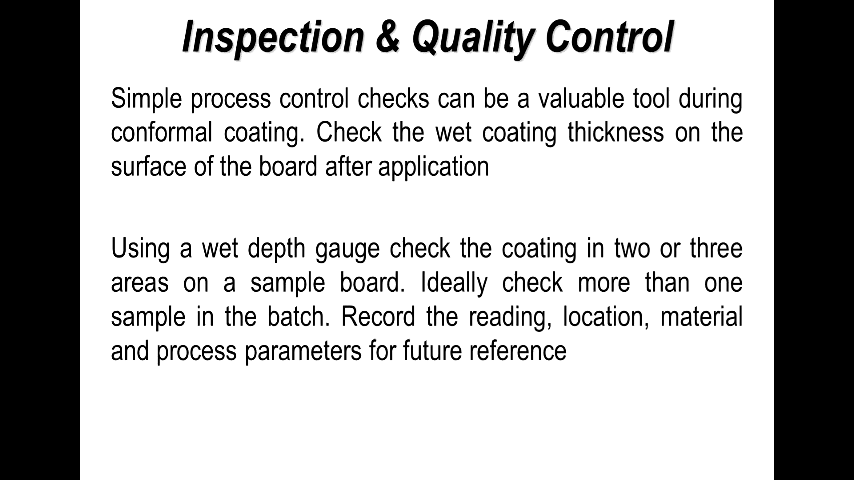 Inspection & Quality Control
Simple process control checks can be a valuable tool during
conformal coating. Check the wet coating thickness on the
surface of the board after application
Using a wet depth gauge check the coating in two or three
areas on a sample board. Ideally check more than one
sample in the batch. Record the reading, location, material
and process parameters for future reference